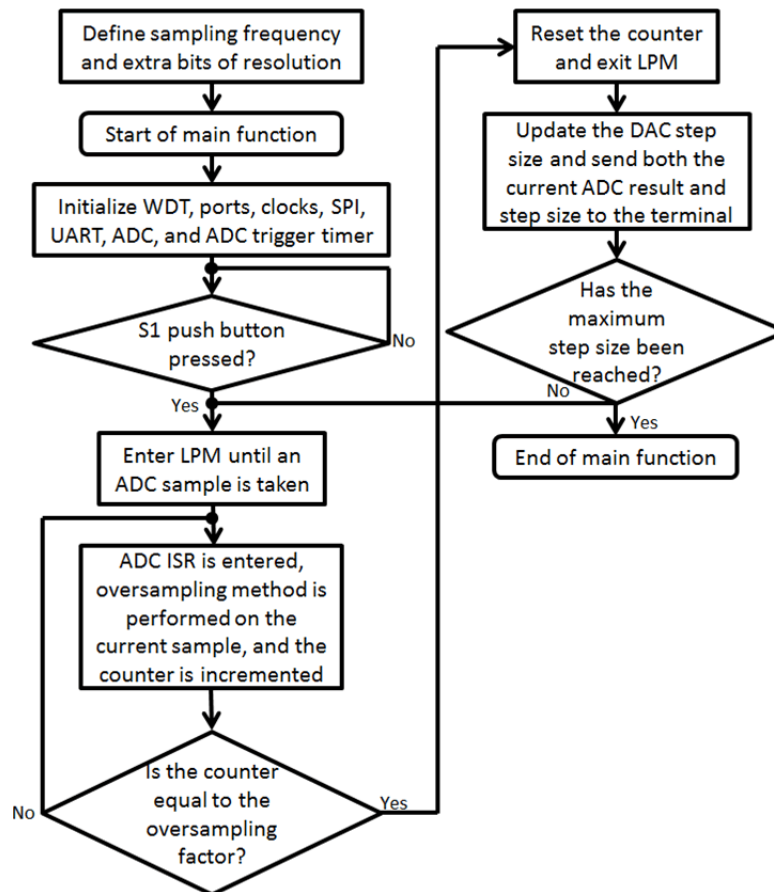 Define sampling frequency
and extra bits of resolution
Start of main function
Initialize WDT, ports, clocks, SPI,
UART, ADC, and ADC trigger timer
S1 push button
pressed?
No
Yes
Enter LPM until an
ADC sample is taken
ADC ISR is entered,
oversampling method is
performed on the
current sample, and the
counter is incremented
Is the counter
equal to the
oversampling
factor?
No
Yes
Reset the counter
and exit LPM
Update the DAC step
size and send both the
current ADC result and
step size to the terminal
Has the
maximum
step size been
reached?
No
Yes
End of main function